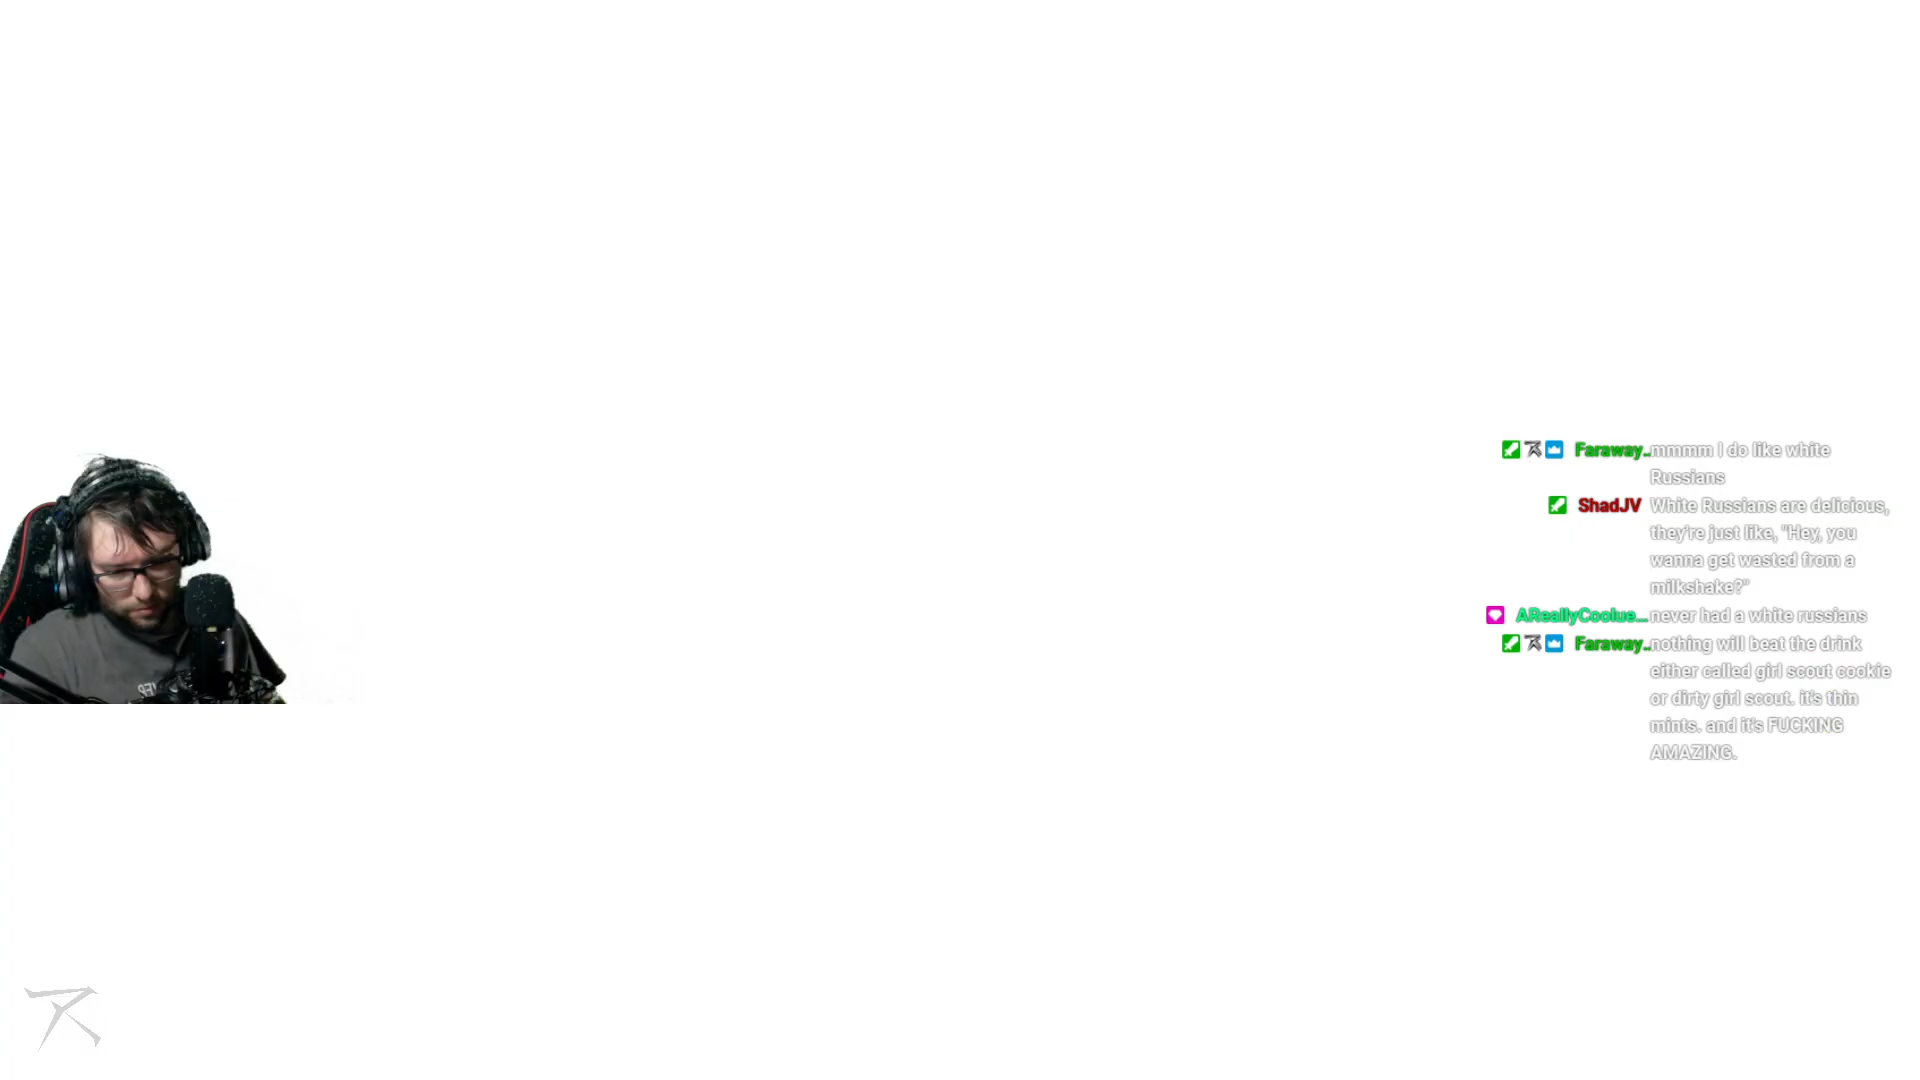 Faraway.. mmmm I do like white
Russians
ShadJV White Russians are delicious,
they're just like, "Hey, you
wanna get wasted from a
milkshake?"
AReallyCoolue... never had a white russians
Faraway.. nothing will beat the drink
either called girl scout cookie
or dirty girl scout. it's thin
mints. and it's FUCKING
AMAZING.